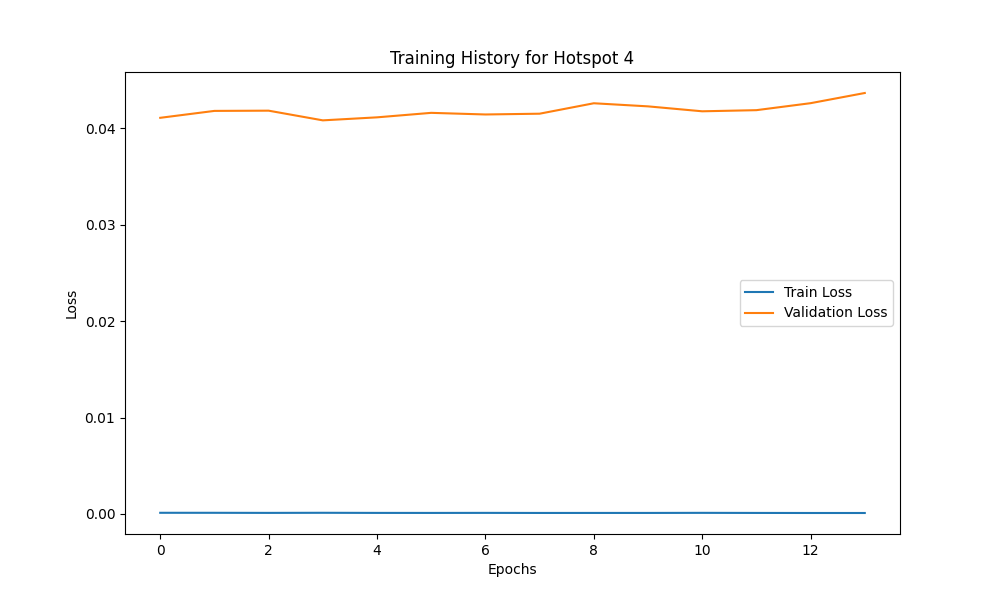 Training History for Hotspot 4
Loss
0.04
0.03
0.02
0.01
0.00
Train Loss
Validation Loss
0 2 4 6 8 10 12
Epochs